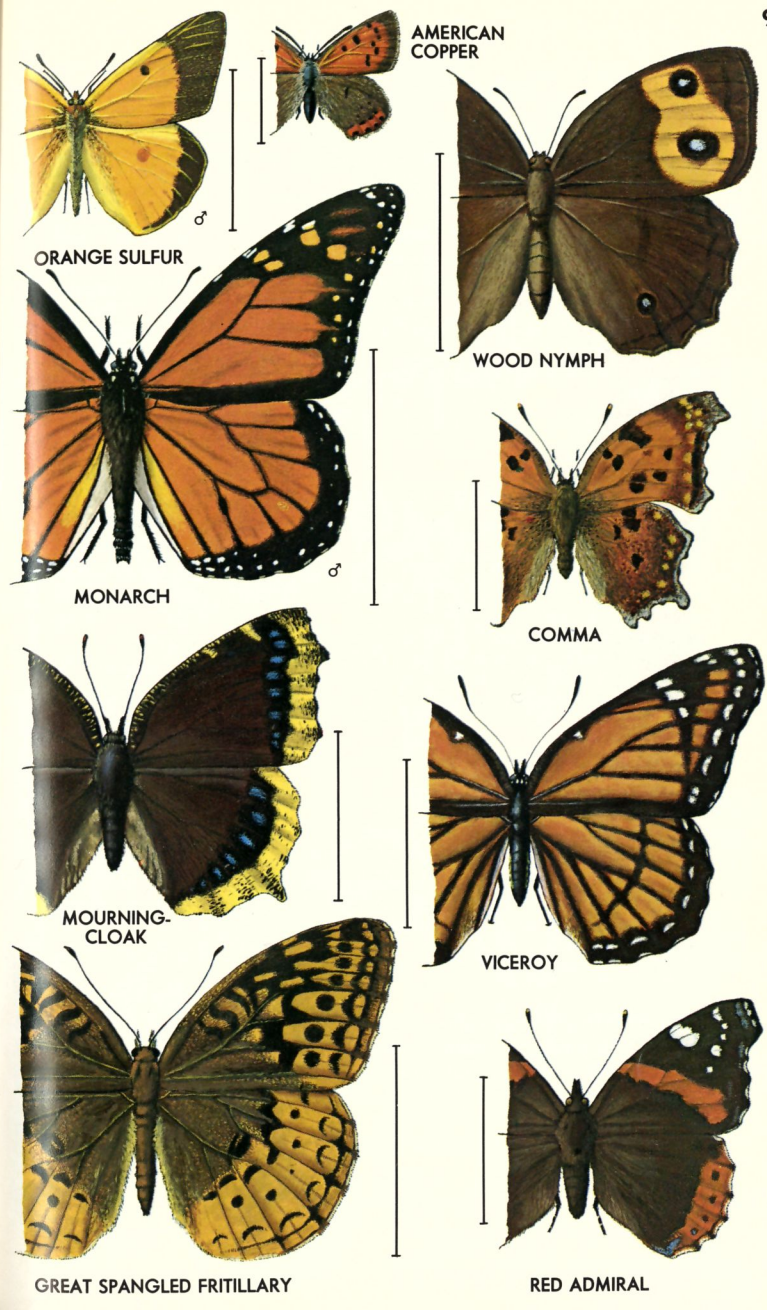 AMERICAN
COPPER
♂
ORANGE SULFUR
WOOD NYMPH
♂
MONARCH
COMMA
MOURNING-
CLOAK
VICEROY
GREAT SPANGLED FRITILLARY
RED ADMIRAL